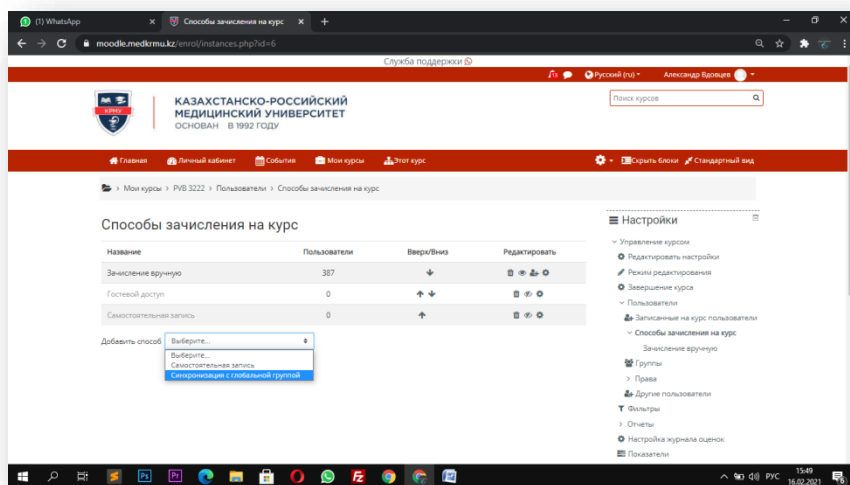 (1) WhatsApp
Способы зачисления на курс
moodle.medkrmu.kz/enrol/instances.php?id=6
Служба поддержки
Русский (ru)
Александр Вдовцев
КАЗАХСТАНСКО-РОССИЙСКИЙ
МЕДИЦИНСКИЙ УНИВЕРСИТЕТ
ОСНОВАН В 1992 ГОДУ
Поиск курсов
Главная Личный кабинет События Мои курсы Этот курс Скрыть блоки Стандартный вид
Мои курсы > PVB 3222 > Пользователи > Способы зачисления на курс
Способы зачисления на курс
Название Пользователи Вверх/Вниз Редактировать
Зачисление вручную 387
Гостевой доступ 0
Самостоятельная запись 0
Добавить способ Выберите...
Выберите...
Самостоятельная запись
Синхронизация с глобальной группой
Настройки
Управление курсом
Редактировать настройки
Режим редактирования
Завершение курса
Пользователи
Записанные на курс пользователи
Способы зачисления на курс
Зачисление вручную
Группы
Права
Другие пользователи
Фильтры
Отчеты
Настройка журнала оценок
Показатели
РУС
15:49
16.02.2021